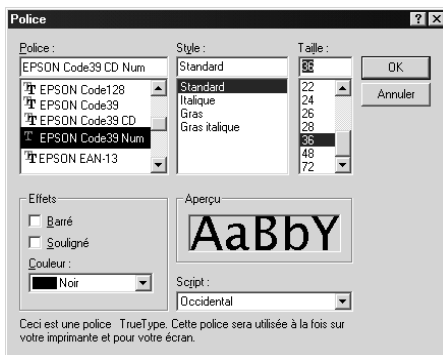 Police
Police :
EPSON Code39 CD Num
EPSON Code128
EPSON Code39
EPSON Code39 CD
EPSON Code39 Num
EPSON EAN-13
Style :
Standard
Standard
Italique
Gras
Gras italique
Taille :
36
22
24
26
28
36
48
72
OK
Annuler
Effets
Barré
Souligné
Couleur :
Noir
Aperçu
AaBbY
Script :
Occidental
Ceci est une police TrueType. Cette police sera utilisée à la fois sur
votre imprimante et pour votre écran.